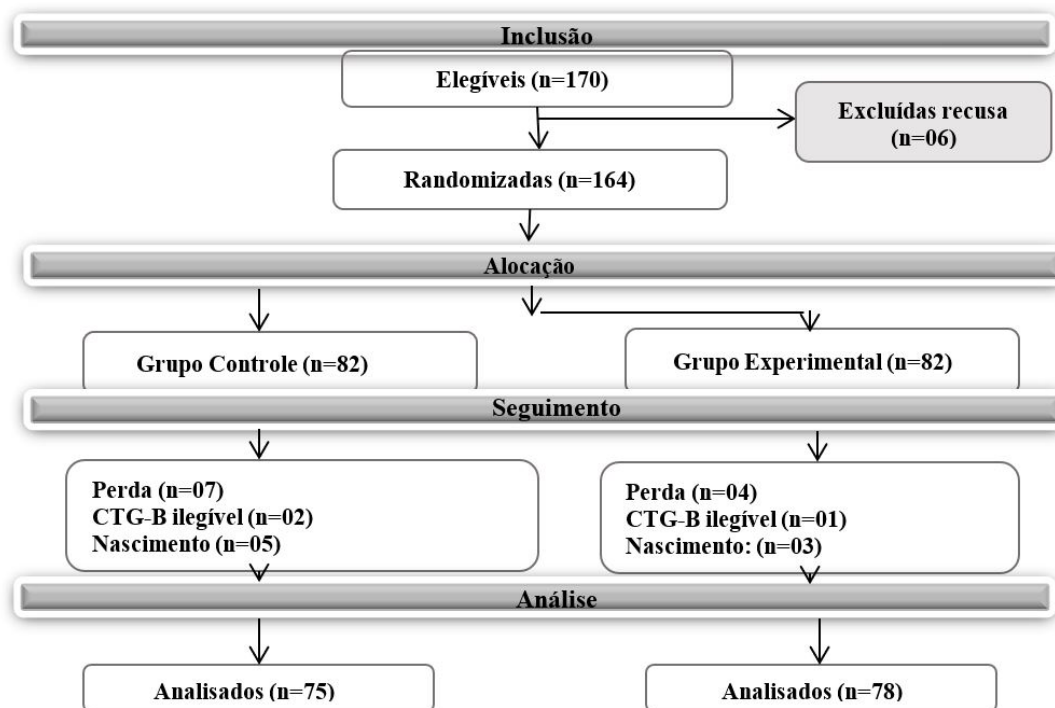 Inclusão
Elegíveis (n=170)
Excluídas recusa
(n=06)
Randomizadas (n=164)
Alocação
Grupo Controle (n=82)
Grupo Experimental (n=82)
Seguimento
Perda (n=07)
CTG-B ilegível (n=02)
Nascimento (n=05)
Perda (n=04)
CTG-B ilegível (n=01)
Nascimento: (n=03)
Análise
Analisados (n=75)
Analisados (n=78)